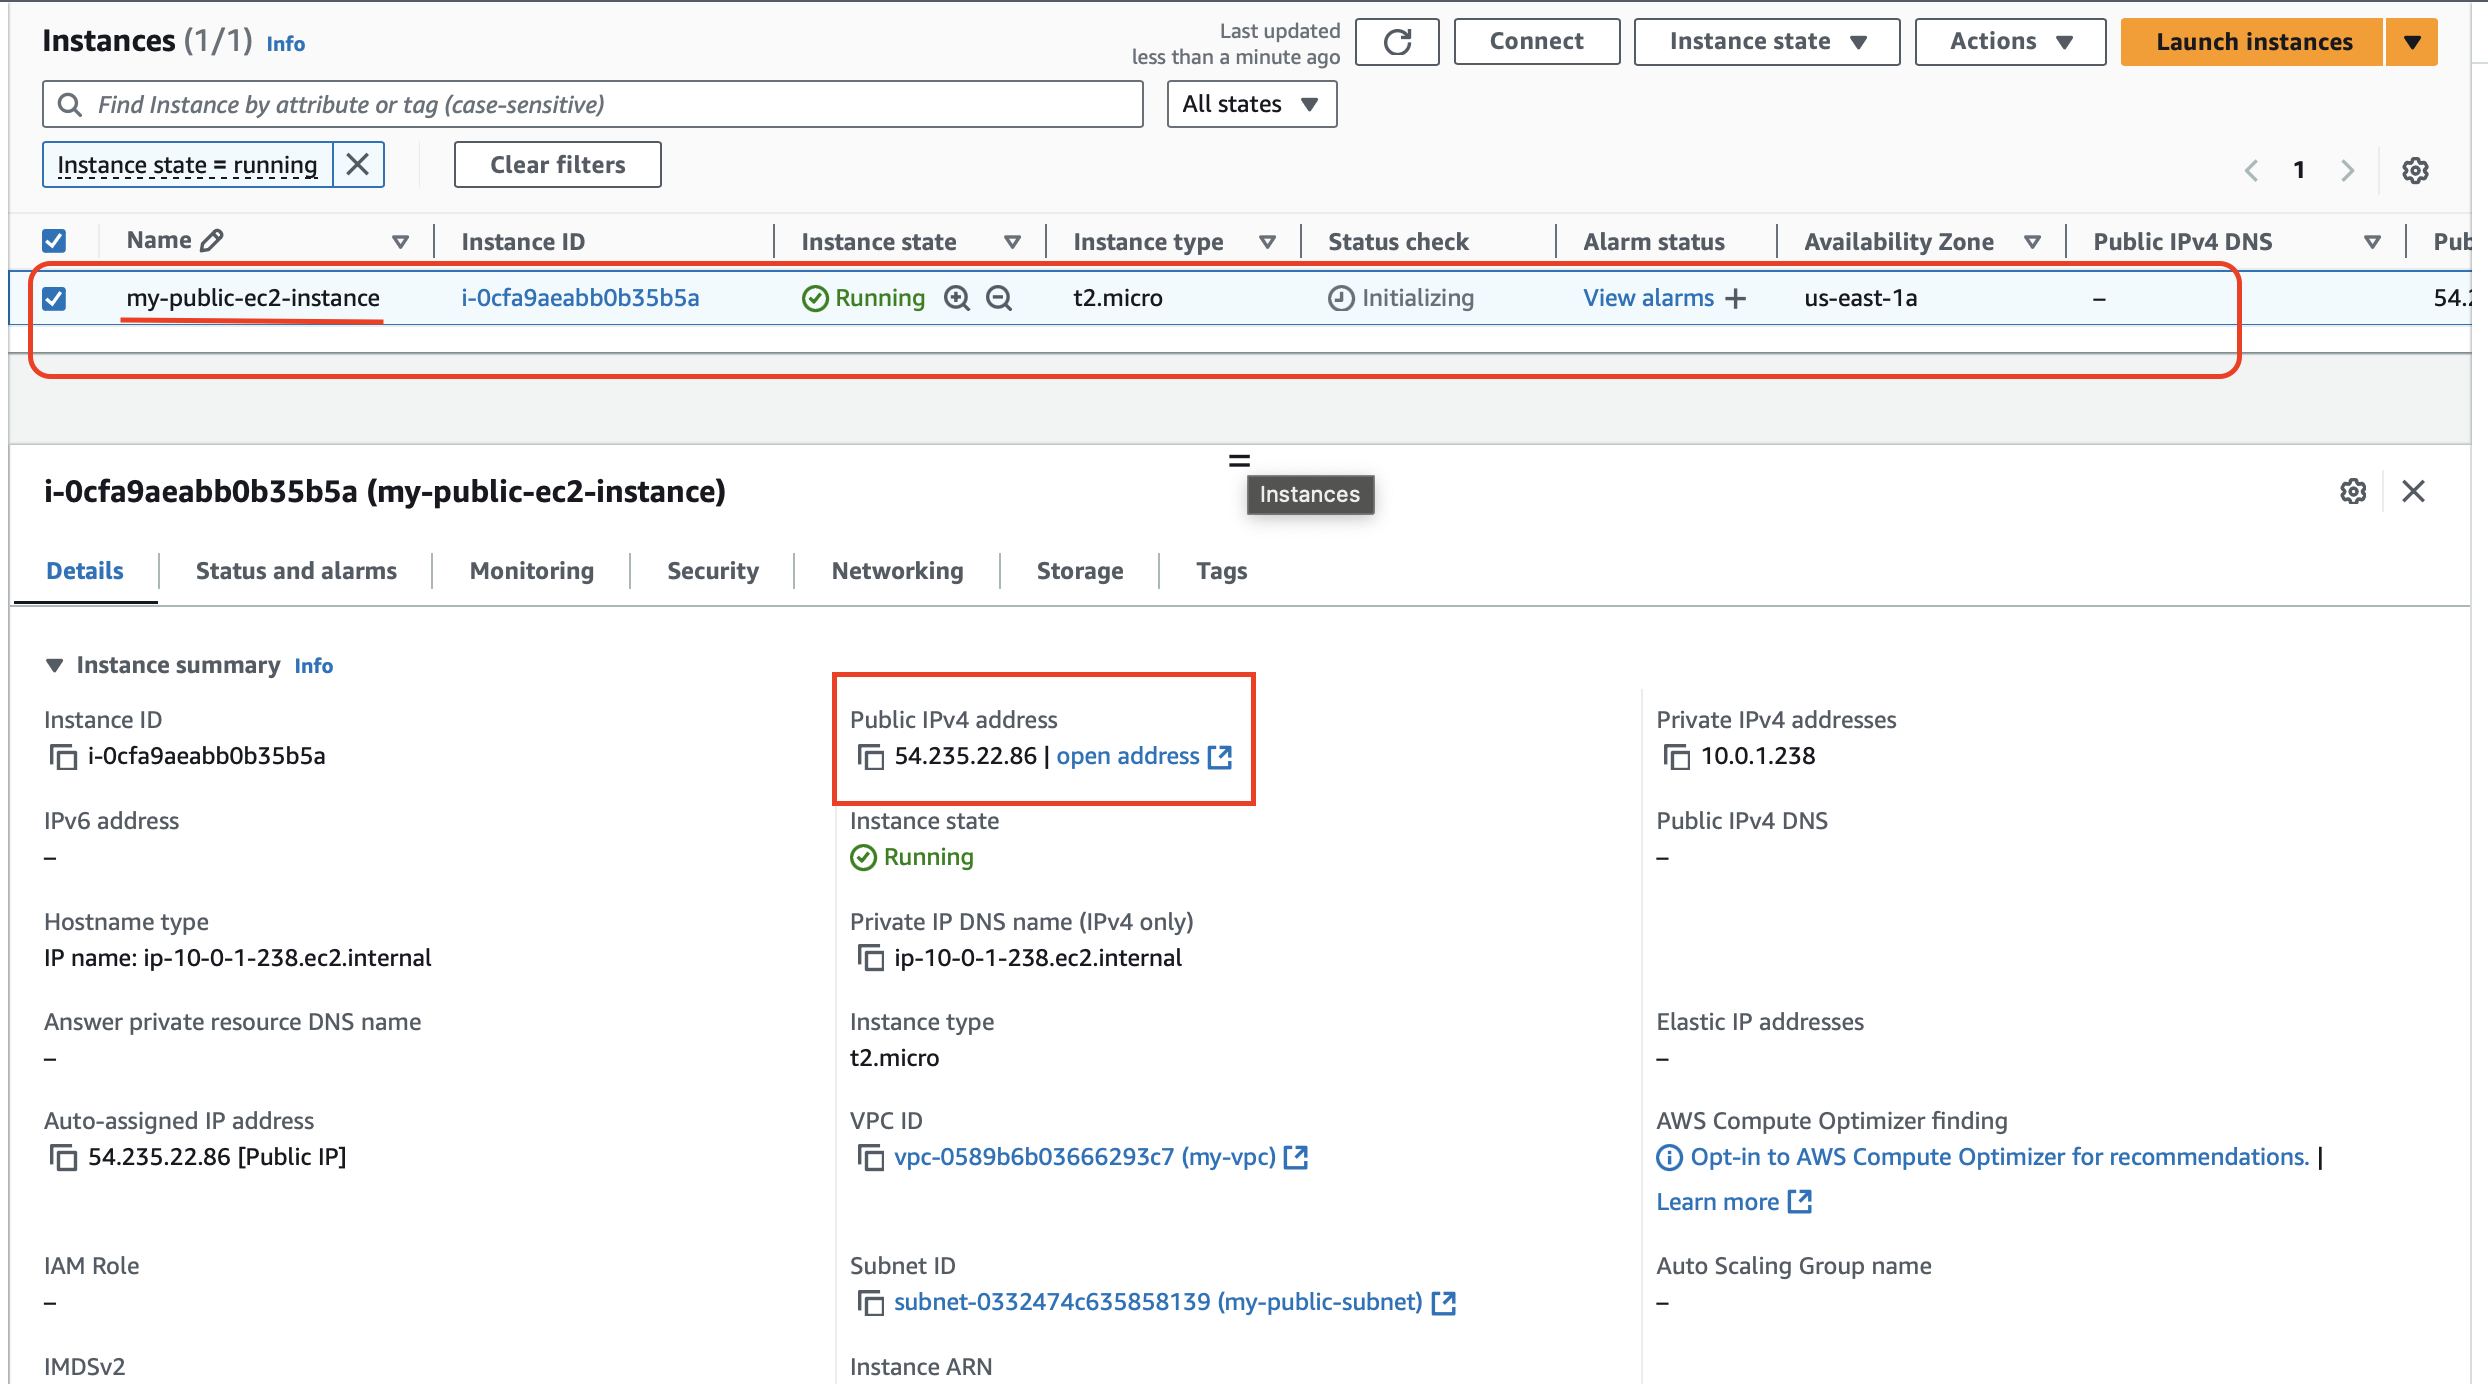 Instances (1/1) Info
Last updated
less than a minute ago
Connect
Instance state
Actions
Launch instances
Find Instance by attribute or tag (case-sensitive)
All states
Instance state = running
Clear filters
1
Name Instance ID Instance state Instance type Status check Alarm status Availability Zone Public IPv4 DNS Pub
my-public-ec2-instance i-0cfa9aeabb0b35b5a Running t2.micro Initializing View alarms + us-east-1a – 54.2
i-0cfa9aeabb0b35b5a (my-public-ec2-instance)
Instances
Details Status and alarms Monitoring Security Networking Storage Tags
Instance summary Info
Instance ID
i-0cfa9aeabb0b35b5a
Public IPv4 address
54.235.22.86 | open address
Private IPv4 addresses
10.0.1.238
IPv6 address
–
Instance state
Running
Public IPv4 DNS
–
Hostname type
IP name: ip-10-0-1-238.ec2.internal
Private IP DNS name (IPv4 only)
ip-10-0-1-238.ec2.internal
Answer private resource DNS name
–
Instance type
t2.micro
Elastic IP addresses
–
Auto-assigned IP address
54.235.22.86 [Public IP]
VPC ID
vpc-0589b6b03666293c7 (my-vpc)
AWS Compute Optimizer finding
Opt-in to AWS Compute Optimizer for recommendations. |
Learn more
IAM Role
–
Subnet ID
subnet-0332474c635858139 (my-public-subnet)
Auto Scaling Group name
–
IMDSv2
Instance ARN